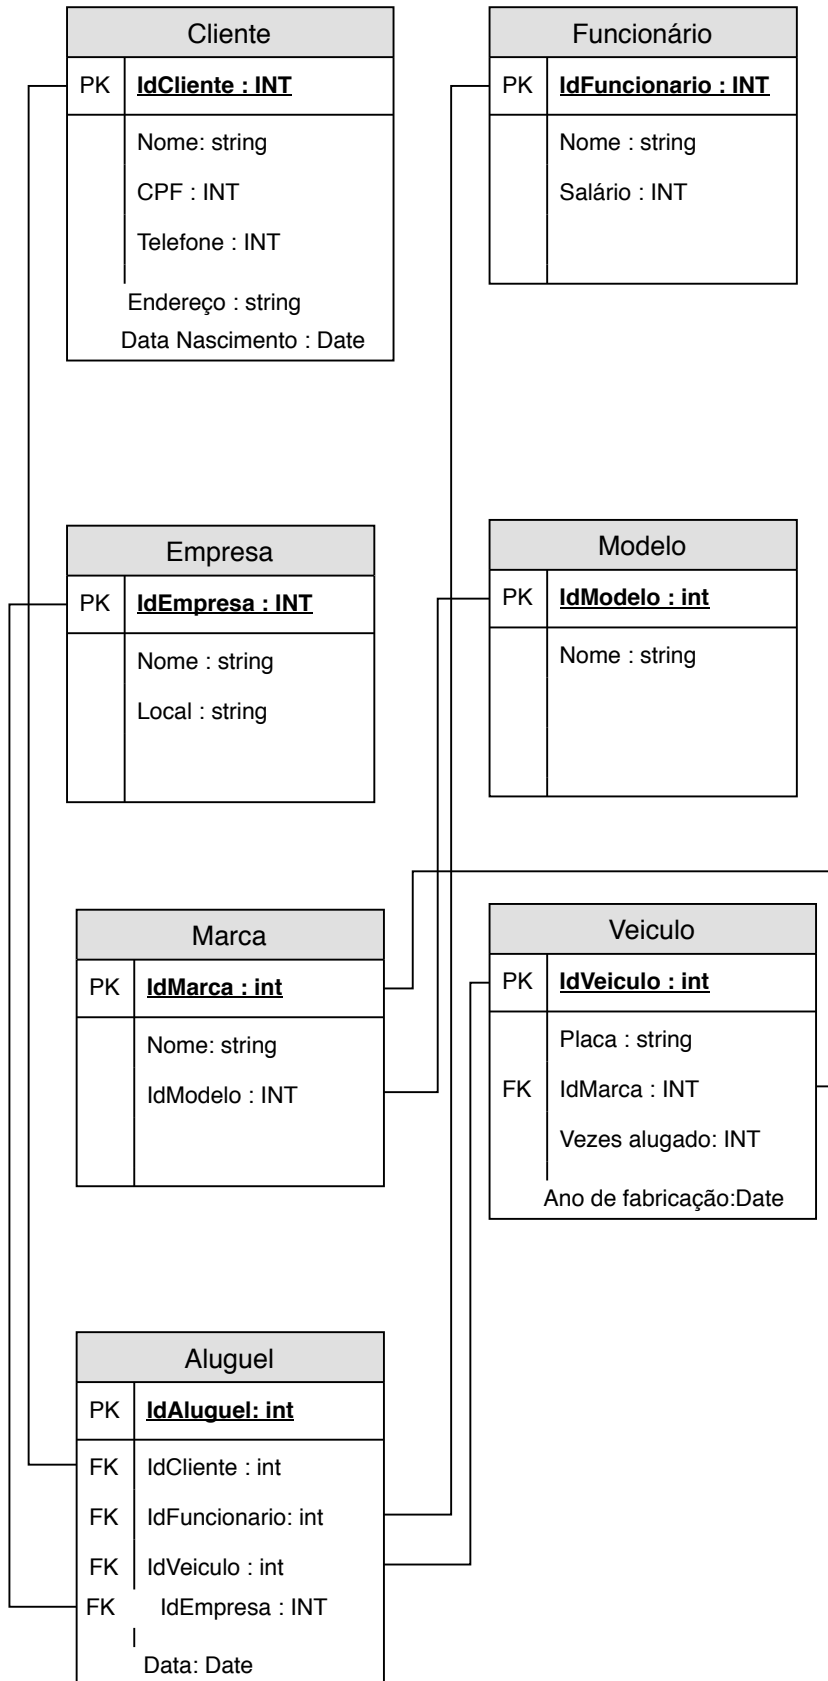 Cliente
PK IdCliente : INT
Nome: string
CPF : INT
Telefone : INT
Endereço : string
Data Nascimento : Date
Funcionário
PK IdFuncionario : INT
Nome : string
Salário : INT
Empresa
PK IdEmpresa : INT
Nome : string
Local : string
Modelo
PK IdModelo : int
Nome : string
Marca
PK IdMarca : int
Nome: string
IdModelo : INT
Veiculo
PK IdVeiculo : int
Placa : string
FK IdMarca : INT
Vezes alugado: INT
Ano de fabricação:Date
Aluguel
PK IdAluguel: int
FK IdCliente : int
FK IdFuncionario: int
FK IdVeiculo : int
FK IdEmpresa : INT
Data: Date